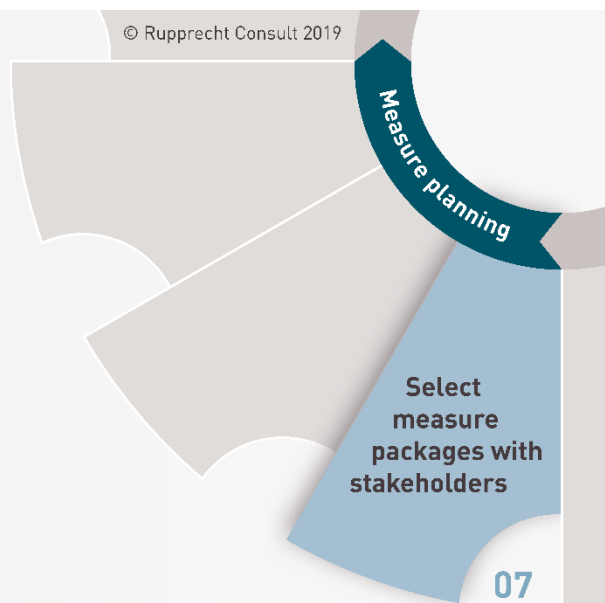 © Rupprecht Consult 2019
Measure planning
Select
measure
packages with
stakeholders
07